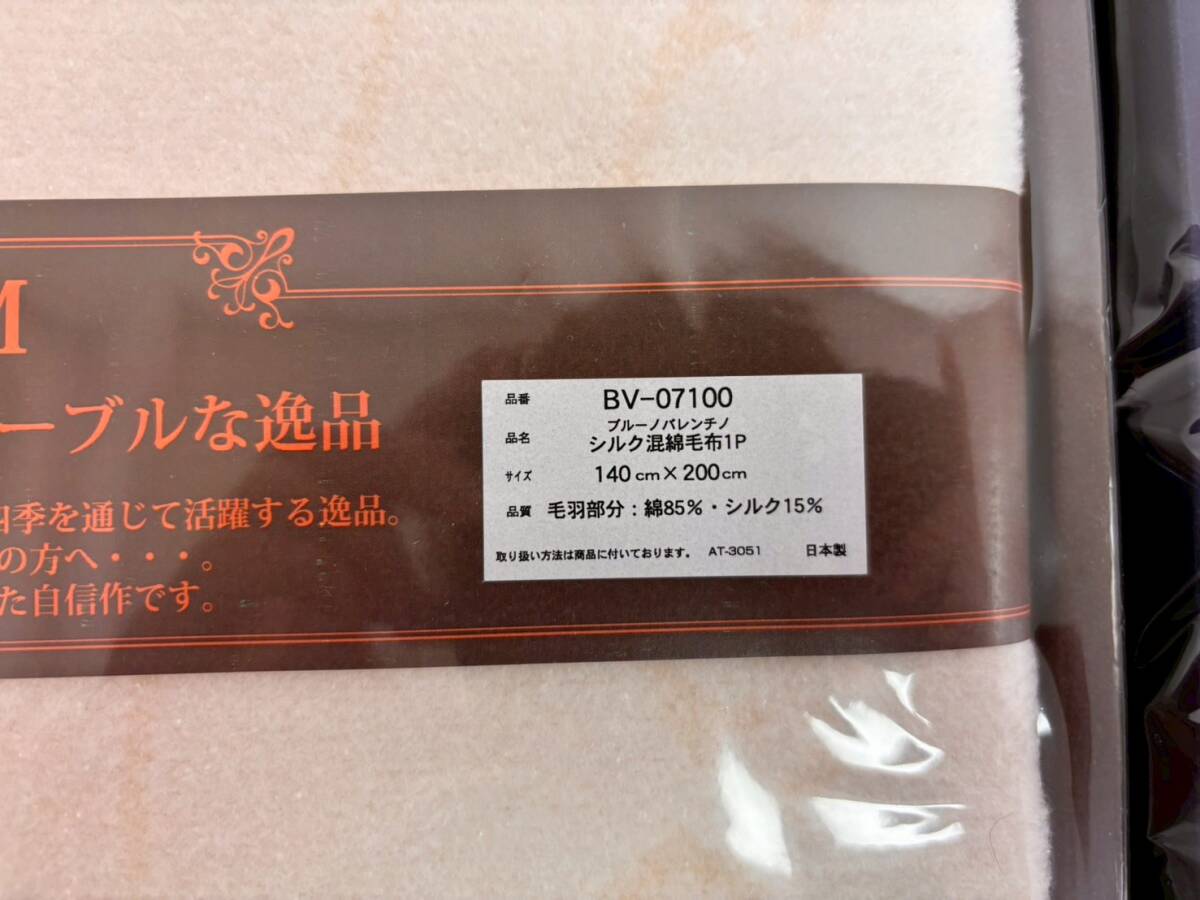 M
ーブルな逸品
四季を通じて活躍する逸品。
の方へ・・・。
た自信作です。
品番 BV-07100
ブルーノバレンチノ
品名 シルク混綿毛布1P
サイズ 140cm×200cm
品質 毛羽部分:綿85%・シルク15%
取り扱い方法は商品に付いております。 AT-3051 日本製